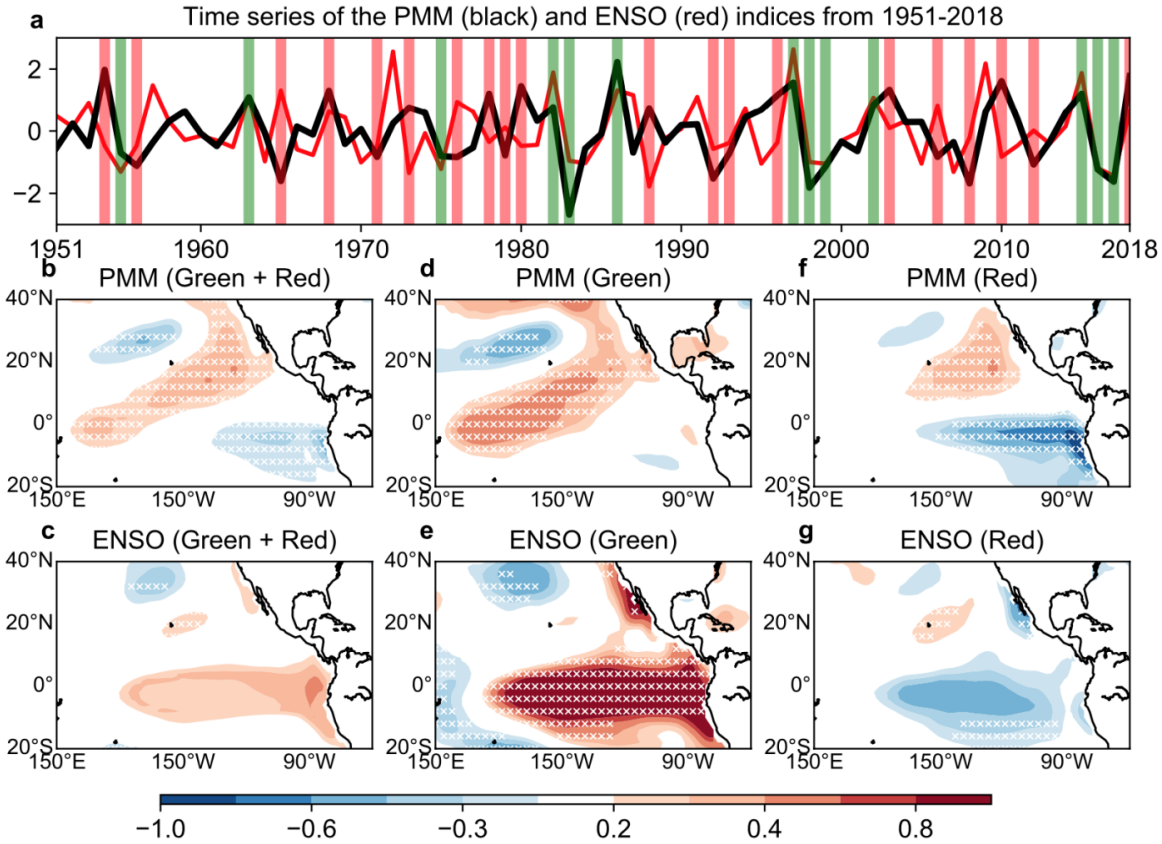 a Time series of the PMM (black) and ENSO (red) indices from 1951-2018
2
0
−2
1951 1960 1970 1980 1990 2000 2010 2018
b PMM (Green + Red) d PMM (Green) f PMM (Red)
40°N 40°N 40°N
20°N 20°N 20°N
0° 0° 0°
20°S 20°S 20°S
150°E 150°W 90°W 150°E 150°W 90°W 150°E 150°W 90°W
c ENSO (Green + Red) e ENSO (Green) g ENSO (Red)
40°N 40°N 40°N
20°N 20°N 20°N
0° 0° 0°
20°S 20°S 20°S
150°E 150°W 90°W 150°E 150°W 90°W 150°E 150°W 90°W
−1.0 −0.6 −0.3 0.2 0.4 0.8